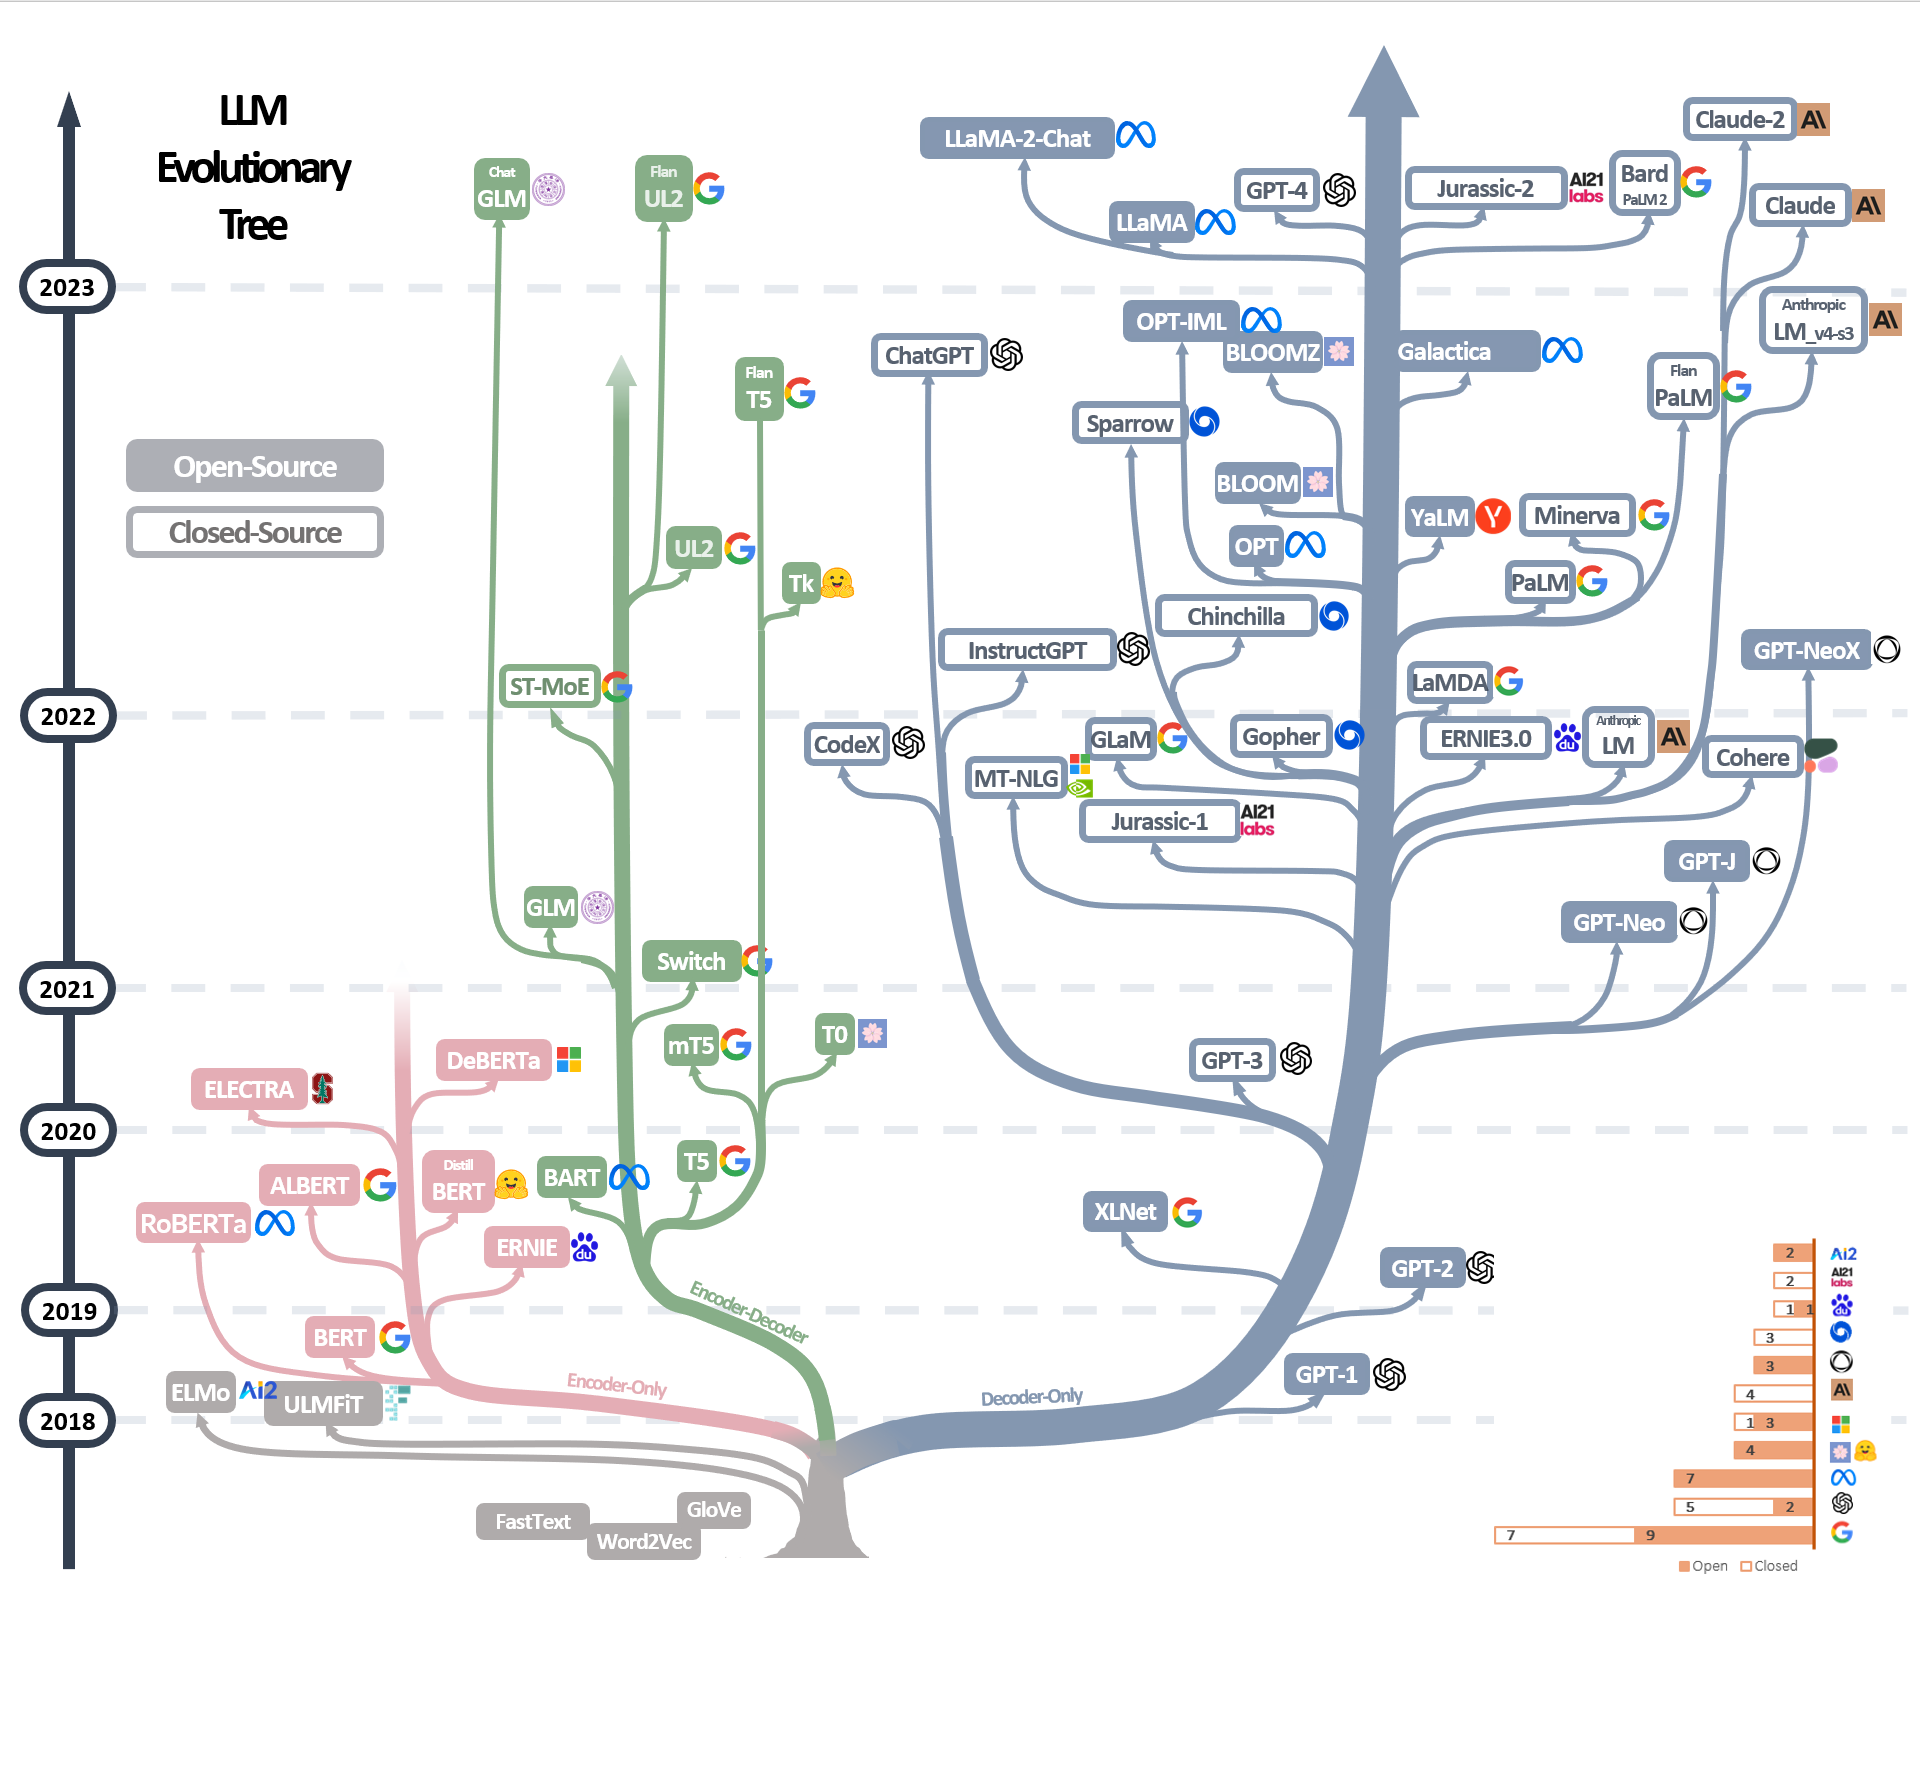 LLM
Evolutionary
Tree
2023
2022
2021
2020
2019
2018
Open-Source
Closed-Source
Chat
GLM
Flan
UL2
Flan
T5
UL2
Tk
ST-MoE
GLM
Switch
mT5
T0
T5
BART
Encoder-Decoder
DeBERTa
ELECTRA
ALBERT
Distill
BERT
RoBERTa
ERNIE
du
BERT
Encoder-Only
ELMo
Ai2
ULMFiT
FastText
Word2Vec
GloVe
LLaMA-2-Chat
LLaMA
GPT-4
Jurassic-2
AI21
labs
Bard
PaLM 2
Claude-2
A\
Claude
A\
Anthropic
LM_v4-s3
A\
OPT-IML
BLOOMZ
Galactica
ChatGPT
Flan
PaLM
Sparrow
BLOOM
YaLM
Y
Minerva
OPT
PaLM
Chinchilla
InstructGPT
GPT-NeoX
LaMDA
CodeX
GLaM
Gopher
ERNIE3.0
du
Anthropic
LM
A\
Cohere
MT-NLG
Jurassic-1
AI21
labs
GPT-J
GPT-Neo
GPT-3
XLNet
GPT-2
GPT-1
Decoder-Only
2
Ai2
2
AI21
labs
1 1
du
3
3
4
A\
1 3
4
7
5 2
7 9
Open Closed